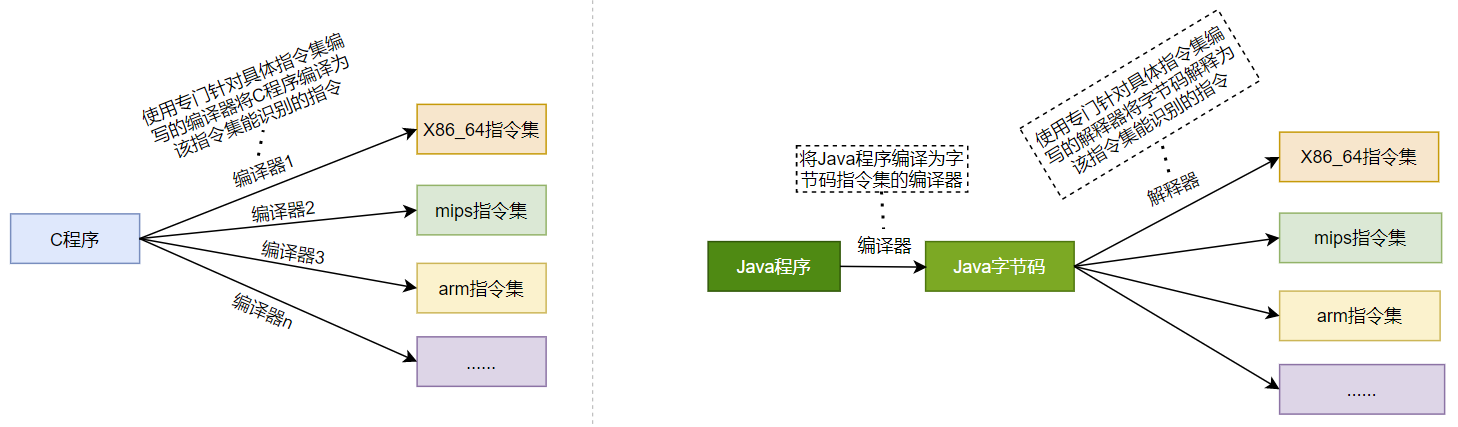 使用专门针对具体指令集编
写的编译器将C程序编译为
该指令集能识别的指令
编译器1
编译器2
编译器3
编译器n
C程序
X86_64指令集
mips指令集
arm指令集
......
将Java程序编译为字
节码指令集的编译器
编译器
Java程序
Java字节码
使用专门针对具体指令集编
写的解释器将字节码解释为
该指令集能识别的指令
解释器
X86_64指令集
mips指令集
arm指令集
......